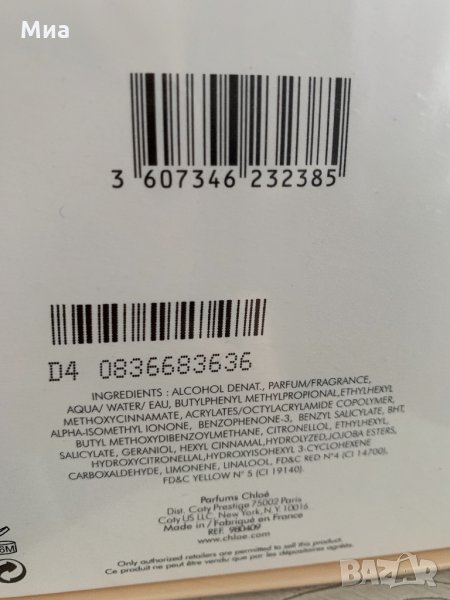 Миа
3 607346 232385
D4 0836683636
INGREDIENTS : ALCOHOL DENAT., PARFUM/FRAGRANCE,
AQUA/ WATER/ EAU, BUTYLPHENYL METHYLPROPIONAL,ETHYLHEXYL
METHOXYCINNAMATE, ACRYLATES/OCTYLACRYLAMIDE COPOLYMER,
ALPHA-ISOMETHYL IONONE, BENZOPHENONE-3, BENZYL SALICYLATE, BHT,
BUTYL METHOXYDIBENZOYLMETHANE, CITRONELLOL, ETHYLHEXYL
SALICYLATE, GERANIOL, HEXYL CINNAMAL,HYDROLYZED,JOJOBA ESTERS,
HYDROXYCITRONELLAL,HYDROXYISOHEXYL 3-CYCLOHEXENE
CARBOXALDEHYDE, LIMONENE, LINALOOL, FD&C RED N°4 (CI 14700),
FD&C YELLOW N° 5 (CI 19140).
Parfums Chloé
Dist. Coty Prestige 75002 Paris
Coty US LLC, New York, N.Y. 10016
Made in / Fabriqué en France
REF. 980409
www.chloe.com
6M
Only authorized retailers are permitted to sell this product.
Ce produit ne peut être vendu que par les dépositaires agréés.
BAZAR